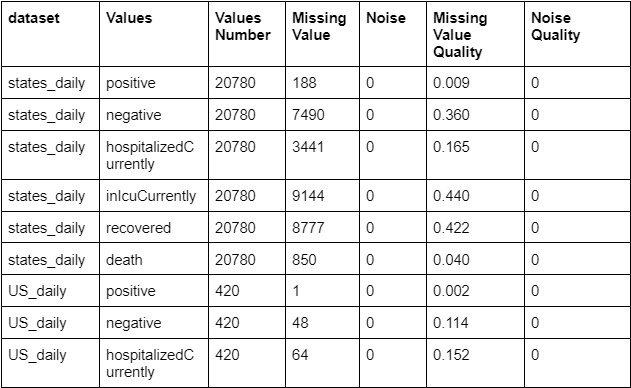 dataset Values Values Number Missing Value Noise Missing Value Quality Noise Quality
states_daily positive 20780 188 0 0.009 0
states_daily negative 20780 7490 0 0.360 0
states_daily hospitalizedCurrently 20780 3441 0 0.165 0
states_daily inIcuCurrently 20780 9144 0 0.440 0
states_daily recovered 20780 8777 0 0.422 0
states_daily death 20780 850 0 0.040 0
US_daily positive 420 1 0 0.002 0
US_daily negative 420 48 0 0.114 0
US_daily hospitalizedCurrently 420 64 0 0.152 0